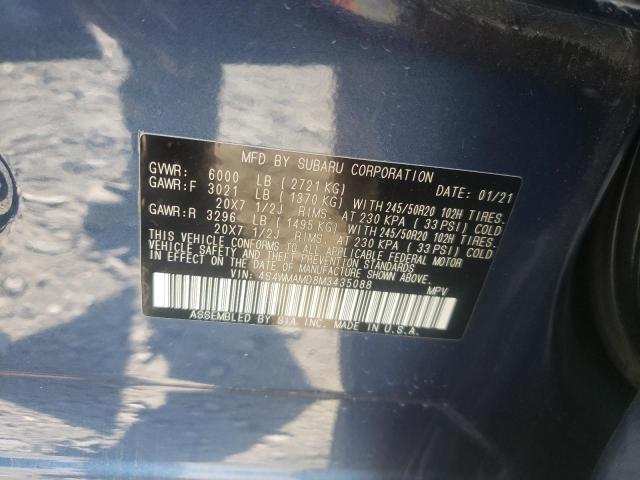 MFD BY SUBARU CORPORATION
GVWR: 6000 LB (2721 KG) DATE: 01/21
GAWR:F 3021 LB (1370 KG) WITH 245/50R20 102H TIRES.
20X7 1/2J RIMS AT 230 KPA (33 PSI) COLD
GAWR:R 3296 LB (1495 KG) WITH 245/50R20 102H TIRES.
20X7 1/2J RIMS AT 230 KPA (33 PSI) COLD
THIS VEHICLE CONFORMS TO ALL APPLICABLE FEDERAL MOTOR
VEHICLE SAFETY AND THEFT PREVENTION STANDARDS
IN EFFECT ON THE DATE OF MANUFACTURE SHOWN ABOVE.
VIN: MPV
ASSEMBLED BY SIA INC. MADE IN U.S.A.